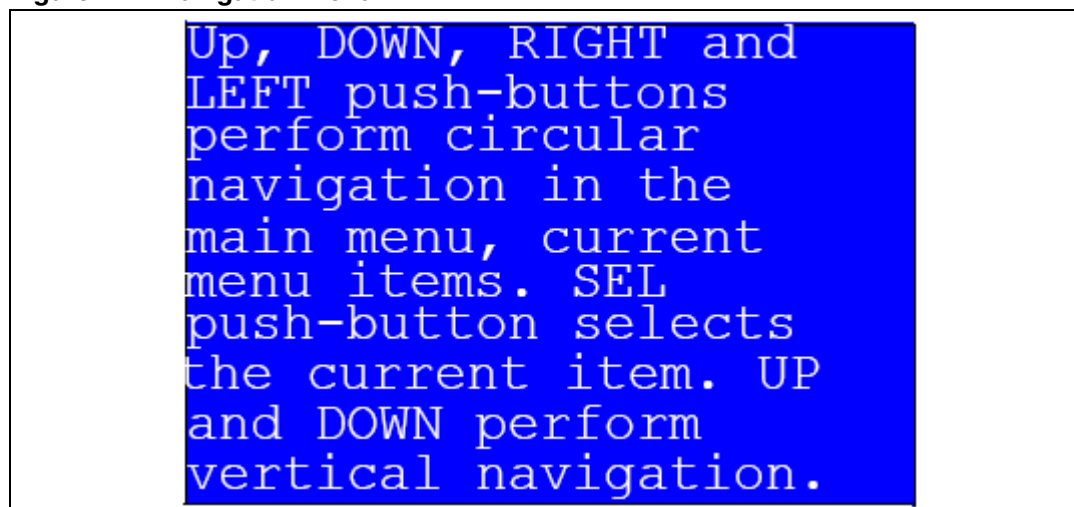 Up, DOWN, RIGHT and
LEFT push-buttons
perform circular
navigation in the
main menu, current
menu items. SEL
push-button selects
the current item. UP
and DOWN perform
vertical navigation.